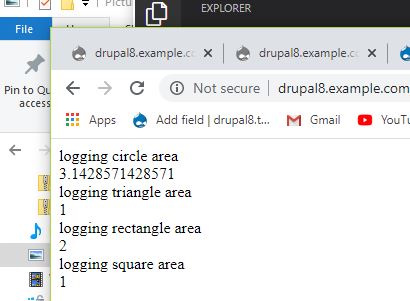 Pictu
EXPLORER
File
Pin to Qu
access
drupal8.example.co
drupal8.example.co
Not secure
drupal8.example.com
Apps
Add field | drupal8.t...
Gmail
YouTu
logging circle area
3.1428571428571
logging triangle area
1
logging rectangle area
2
logging square area
1